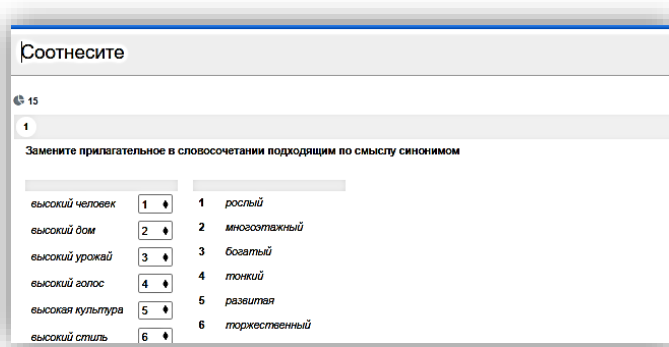 Соотнесите
15
1
Замените прилагательное в словосочетании подходящим по смыслу синонимом
высокий человек 1 1 рослый
высокий дом 2 2 многоэтажный
высокий урожай 3 3 богатый
высокий голос 4 4 тонкий
высокая культура 5 5 развитая
высокий стиль 6 6 торжественный